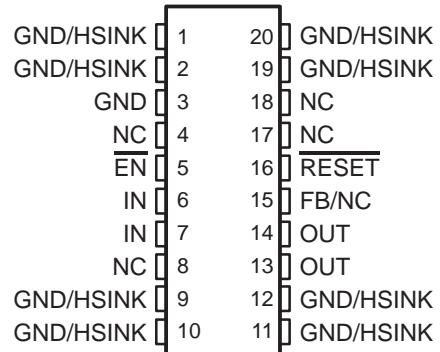 GND/HSINK 1 20 GND/HSINK
GND/HSINK 2 19 GND/HSINK
GND 3 18 NC
NC 4 17 NC
EN 5 16 RESET
IN 6 15 FB/NC
IN 7 14 OUT
NC 8 13 OUT
GND/HSINK 9 12 GND/HSINK
GND/HSINK 10 11 GND/HSINK